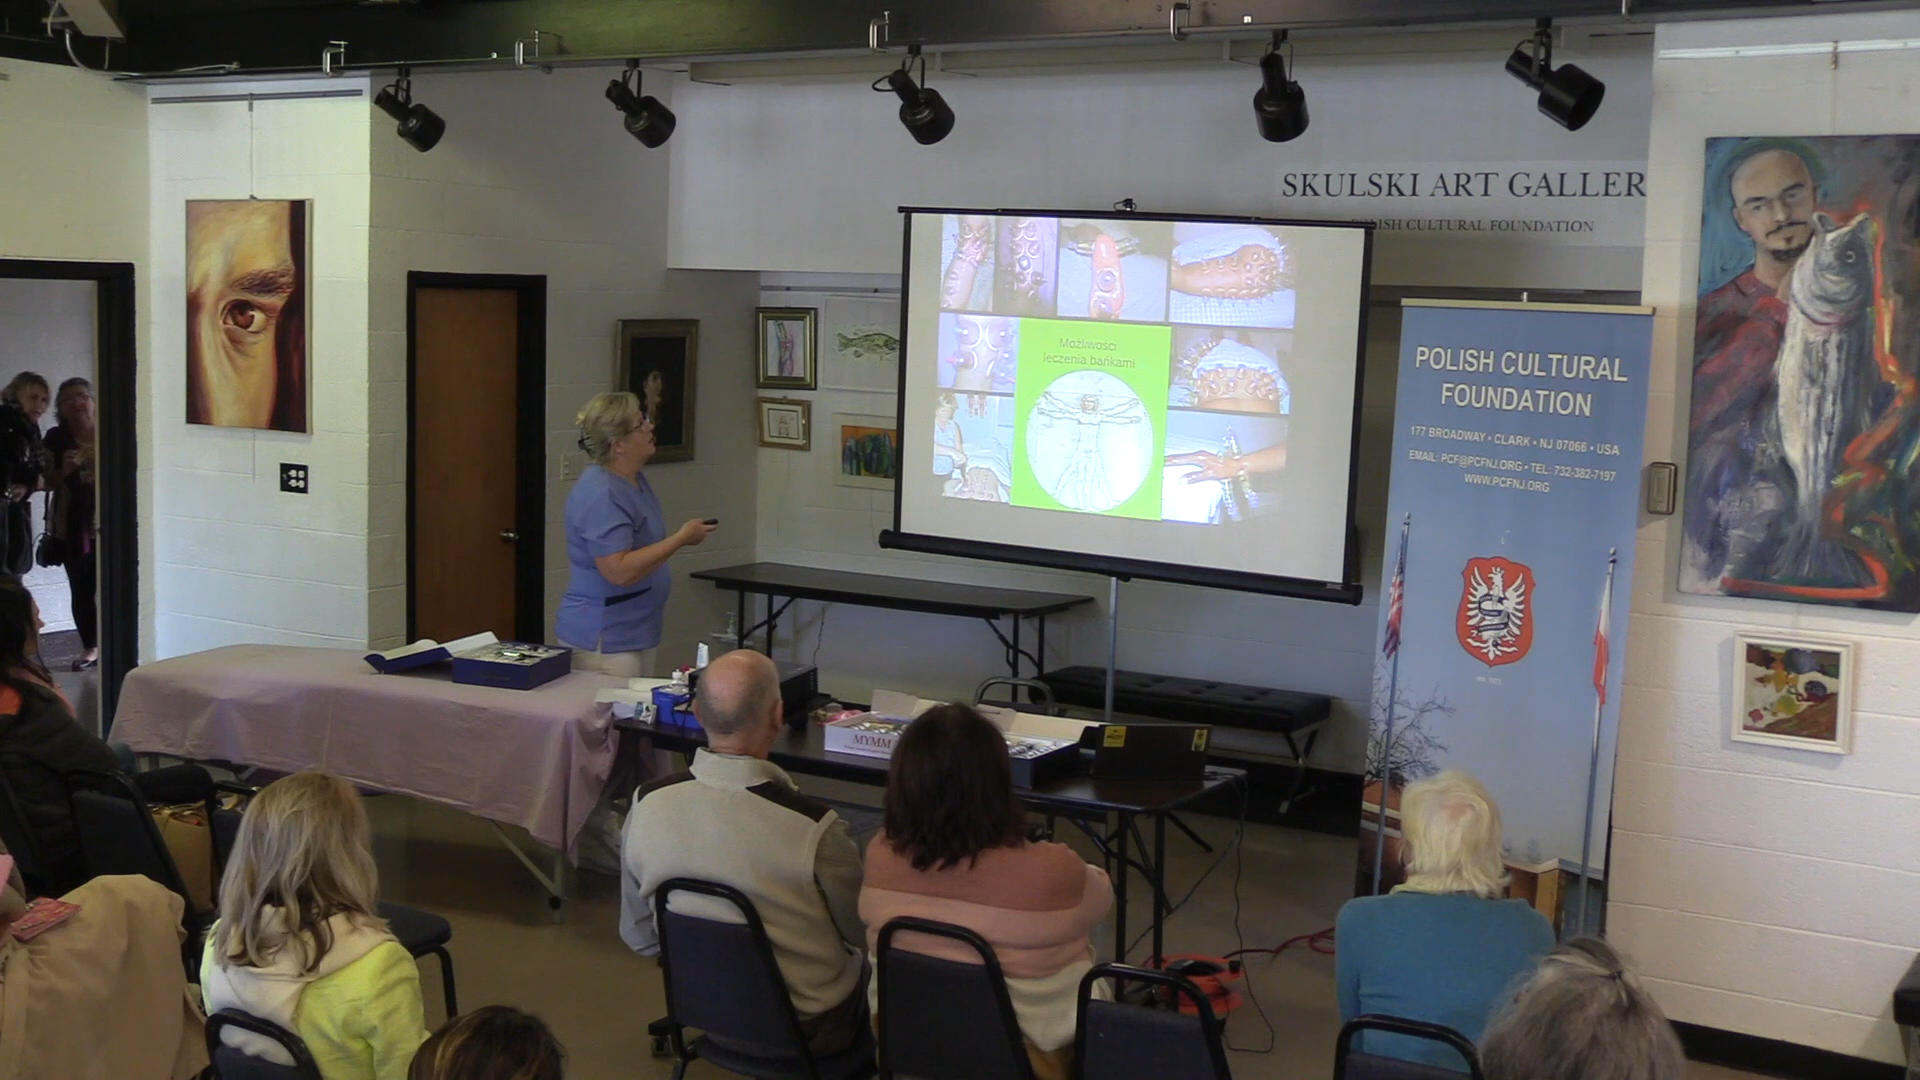 SKULSKI ART GALLER
POLISH CULTURAL FOUNDATION
Możliwości
leczenia bańkami
POLISH CULTURAL
FOUNDATION
177 BROADWAY • CLARK • NJ 07066 • USA
EMAIL: PCF@PCFNJ.ORG • TEL: 732-382-7197
WWW.PCFNJ.ORG
MYMM